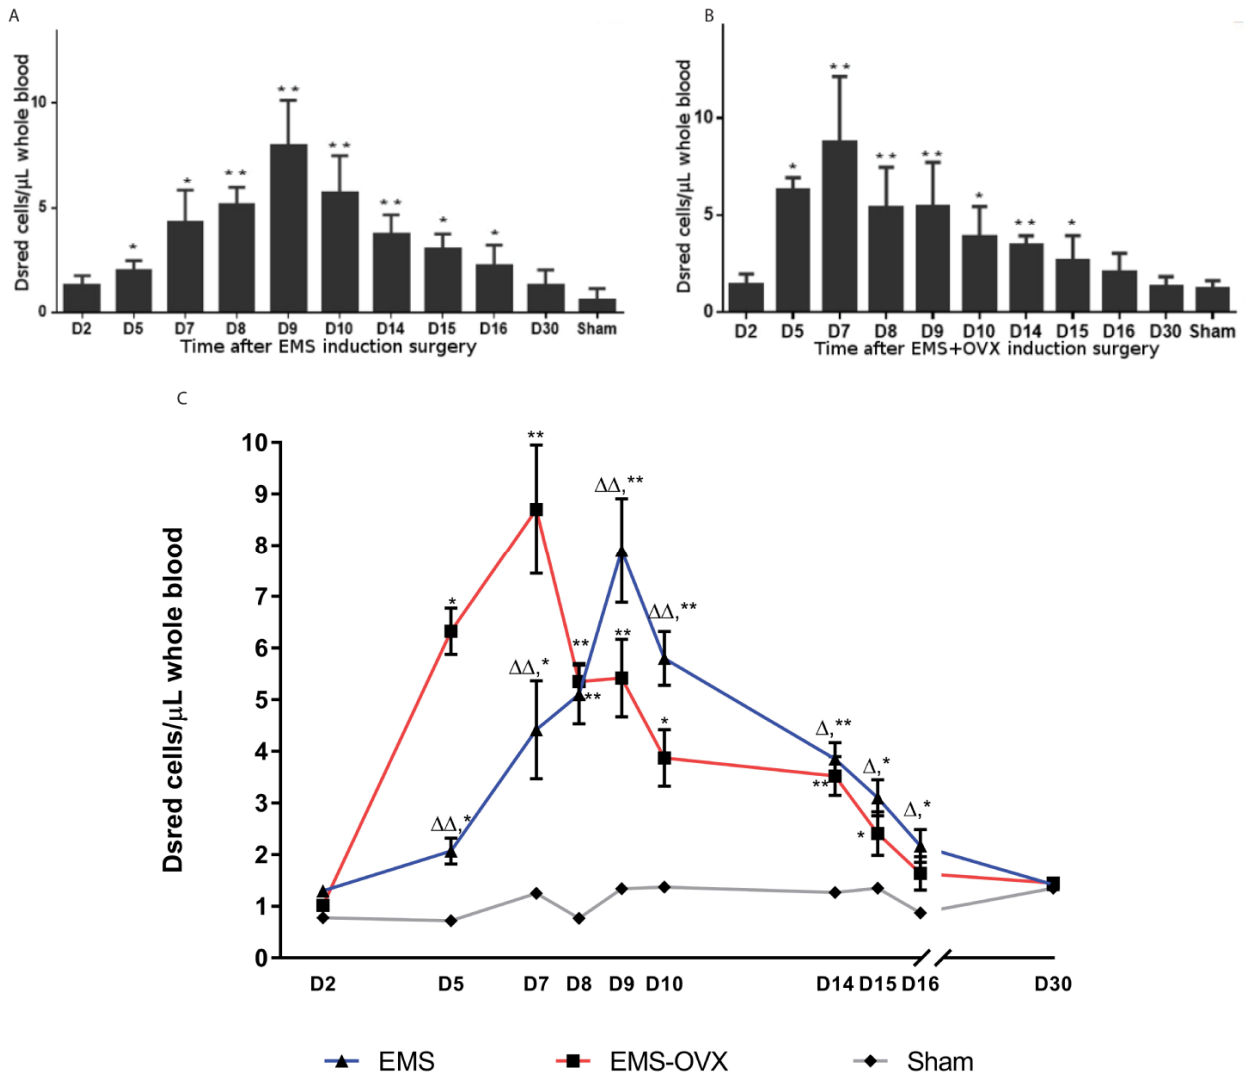 A
Dsred cells/μL whole blood
10
5
0
*
*
* *
* *
* *
* *
*
*
D2 D5 D7 D8 D9 D10 D14 D15 D16 D30 Sham
Time after EMS induction surgery
B
Dsred cells/μL whole blood
10
5
0
*
* *
* *
* *
*
* *
*
D2 D5 D7 D8 D9 D10 D14 D15 D16 D30 Sham
Time after EMS+OVX induction surgery
C
Dsred cells/μL whole blood
10
9
8
7
6
5
4
3
2
1
0
**
ΔΔ,**
*
ΔΔ,**
**
**
ΔΔ,*
**
*
Δ,**
Δ,*
**
Δ,*
ΔΔ,*
*
D2 D5 D7 D8 D9 D10 D14 D15 D16 D30
EMS EMS-OVX Sham